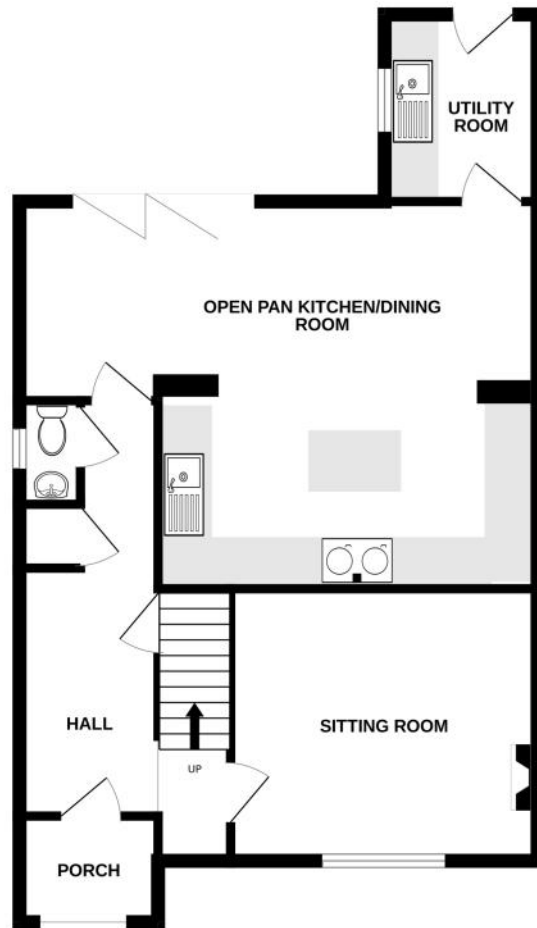 UTILITY
ROOM
OPEN PAN KITCHEN/DINING
ROOM
HALL
SITTING ROOM
UP
PORCH